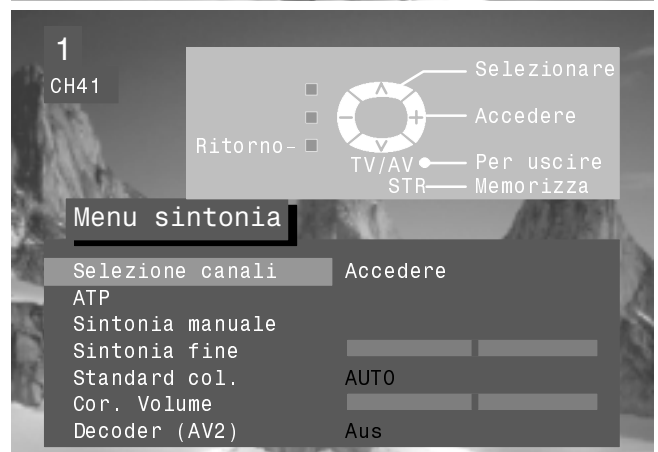 1
CH41
Selezionare
Accedere
Ritorno
TV/AV Per uscire
STR Memorizza
Menu sintonia
Selezione canali Accedere
ATP
Sintonia manuale
Sintonia fine
Standard col. AUTO
Cor. Volume
Decoder (AV2) Aus